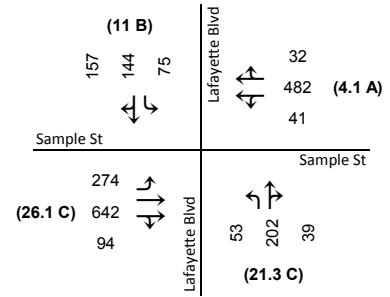 (11 B)
157 144 75
Lafayette Blvd
32
482 (4.1 A)
41
Sample St
Sample St
274
(26.1 C) 642
94
Lafayette Blvd
53 202 39
(21.3 C)